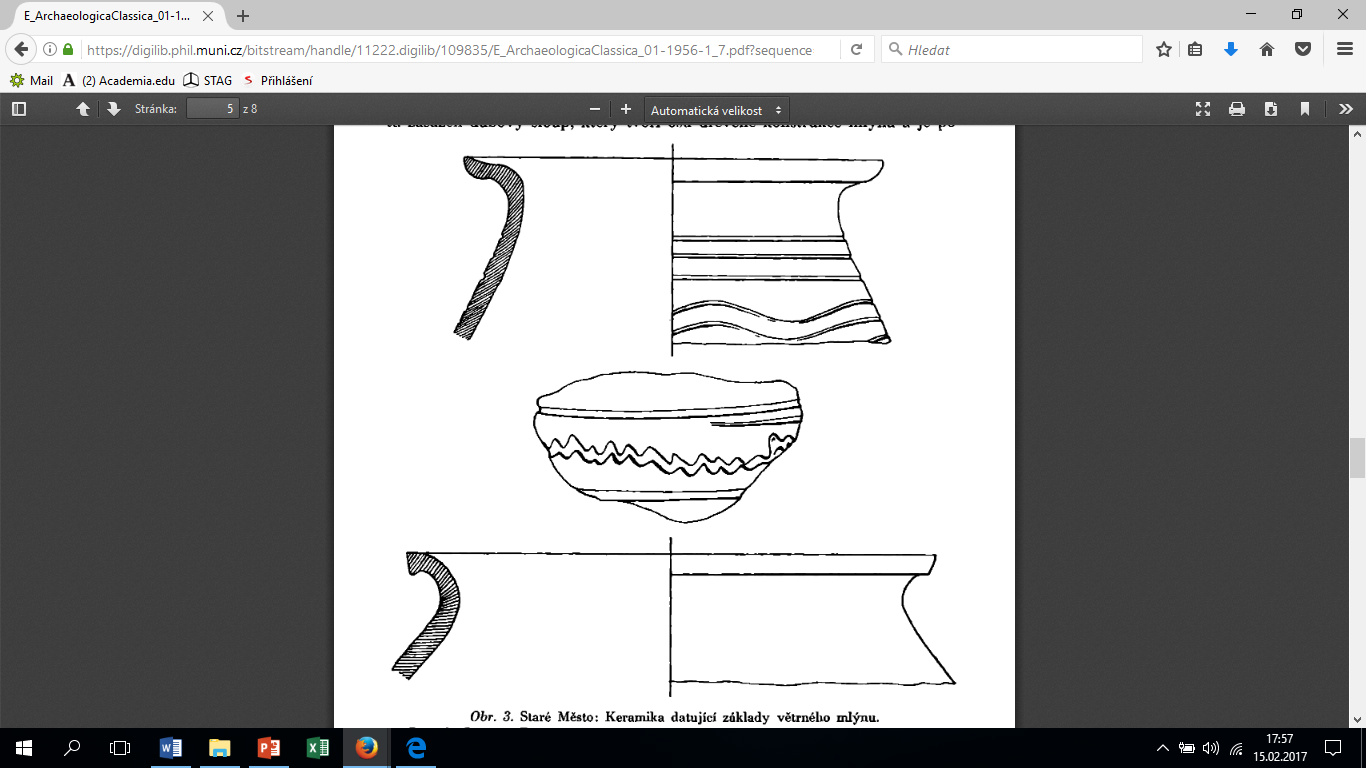 E_ArchaeologicaClassica_01-1...
https://digilib.phil.muni.cz/bitstream/handle/11222.digilib/109835/E_ArchaeologicaClassica_01-1956-1_7.pdf?sequence
Hledat
Mail
(2) Academia.edu
STAG
Přihlášení
Stránka:
5
z 8
Automatická velikost
Obr. 3. Staré Město: Keramika datující základy větrného mlýnu.
17:57
15.02.2017